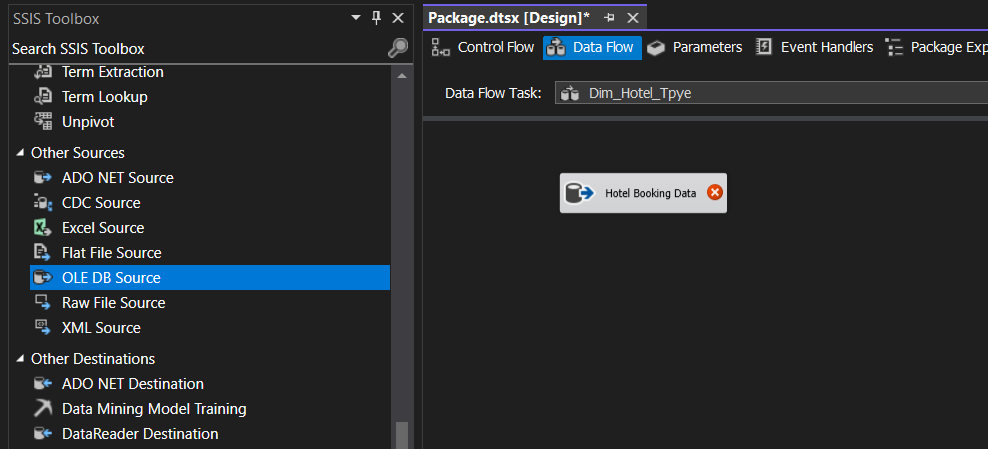 SSIS Toolbox
Search SSIS Toolbox
Term Extraction
Term Lookup
Unpivot
Other Sources
ADO NET Source
CDC Source
Excel Source
Flat File Source
OLE DB Source
Raw File Source
XML Source
Other Destinations
ADO NET Destination
Data Mining Model Training
DataReader Destination
Package.dtsx [Design]*
Control Flow Data Flow Parameters Event Handlers Package Exp
Data Flow Task: Dim_Hotel_Tpye
Hotel Booking Data